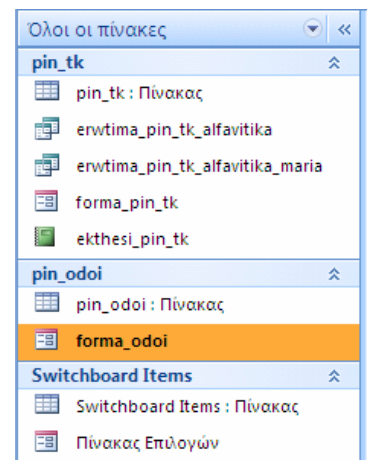 Όλοι οι πίνακες
pin_tk
pin_tk : Πίνακας
erwtima_pin_tk_alfavitika
erwtima_pin_tk_alfavitika_maria
forma_pin_tk
ekthesi_pin_tk
pin_odoi
pin_odoi : Πίνακας
forma_odoi
Switchboard Items
Switchboard Items : Πίνακας
Πίνακας Επιλογών